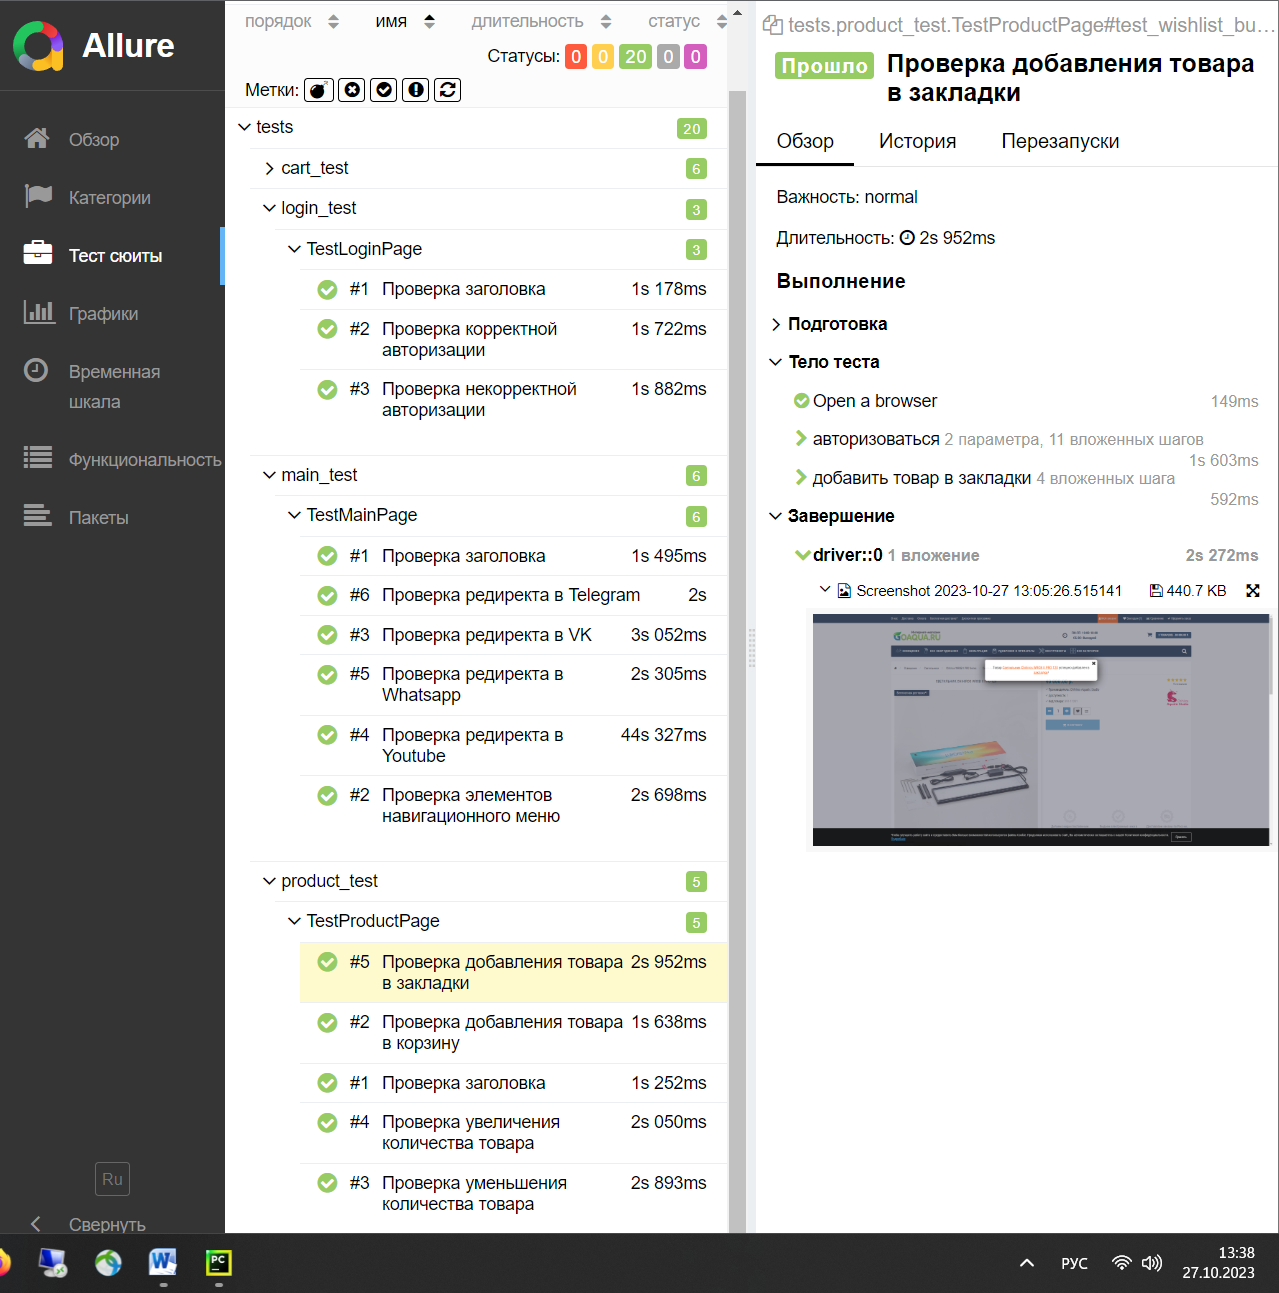 Allure
Обзор
Категории
Тест сюиты
Графики
Временная
шкала
Функциональность
Пакеты
Ru
Свернуть
порядок имя длительность статус
Статусы: 0 0 20 0 0
Метки:
tests 20
cart_test 6
login_test 3
TestLoginPage 3
#1 Проверка заголовка 1s 178ms
#2 Проверка корректной 1s 722ms
авторизации
#3 Проверка некорректной 1s 882ms
авторизации
main_test 6
TestMainPage 6
#1 Проверка заголовка 1s 495ms
#6 Проверка редиректа в Telegram 2s
#3 Проверка редиректа в VK 3s 052ms
#5 Проверка редиректа в 2s 305ms
Whatsapp
#4 Проверка редиректа в 44s 327ms
Youtube
#2 Проверка элементов 2s 698ms
навигационного меню
product_test 5
TestProductPage 5
#5 Проверка добавления товара 2s 952ms
в закладки
#2 Проверка добавления товара 1s 638ms
в корзину
#1 Проверка заголовка 1s 252ms
#4 Проверка увеличения 2s 050ms
количества товара
#3 Проверка уменьшения 2s 893ms
количества товара
tests.product_test.TestProductPage#test_wishlist_bu...
Прошло Проверка добавления товара
в закладки
Обзор История Перезапуски
Важность: normal
Длительность: 2s 952ms
Выполнение
Подготовка
Тело теста
Open a browser 149ms
авторизоваться 2 параметра, 11 вложенных шагов
1s 603ms
добавить товар в закладки 4 вложенных шага
592ms
Завершение
driver::0 1 вложение 2s 272ms
Screenshot 2023-10-27 13:05:26.515141 440.7 KB
GOAQUA.RU
PC
РУС
13:38
27.10.2023